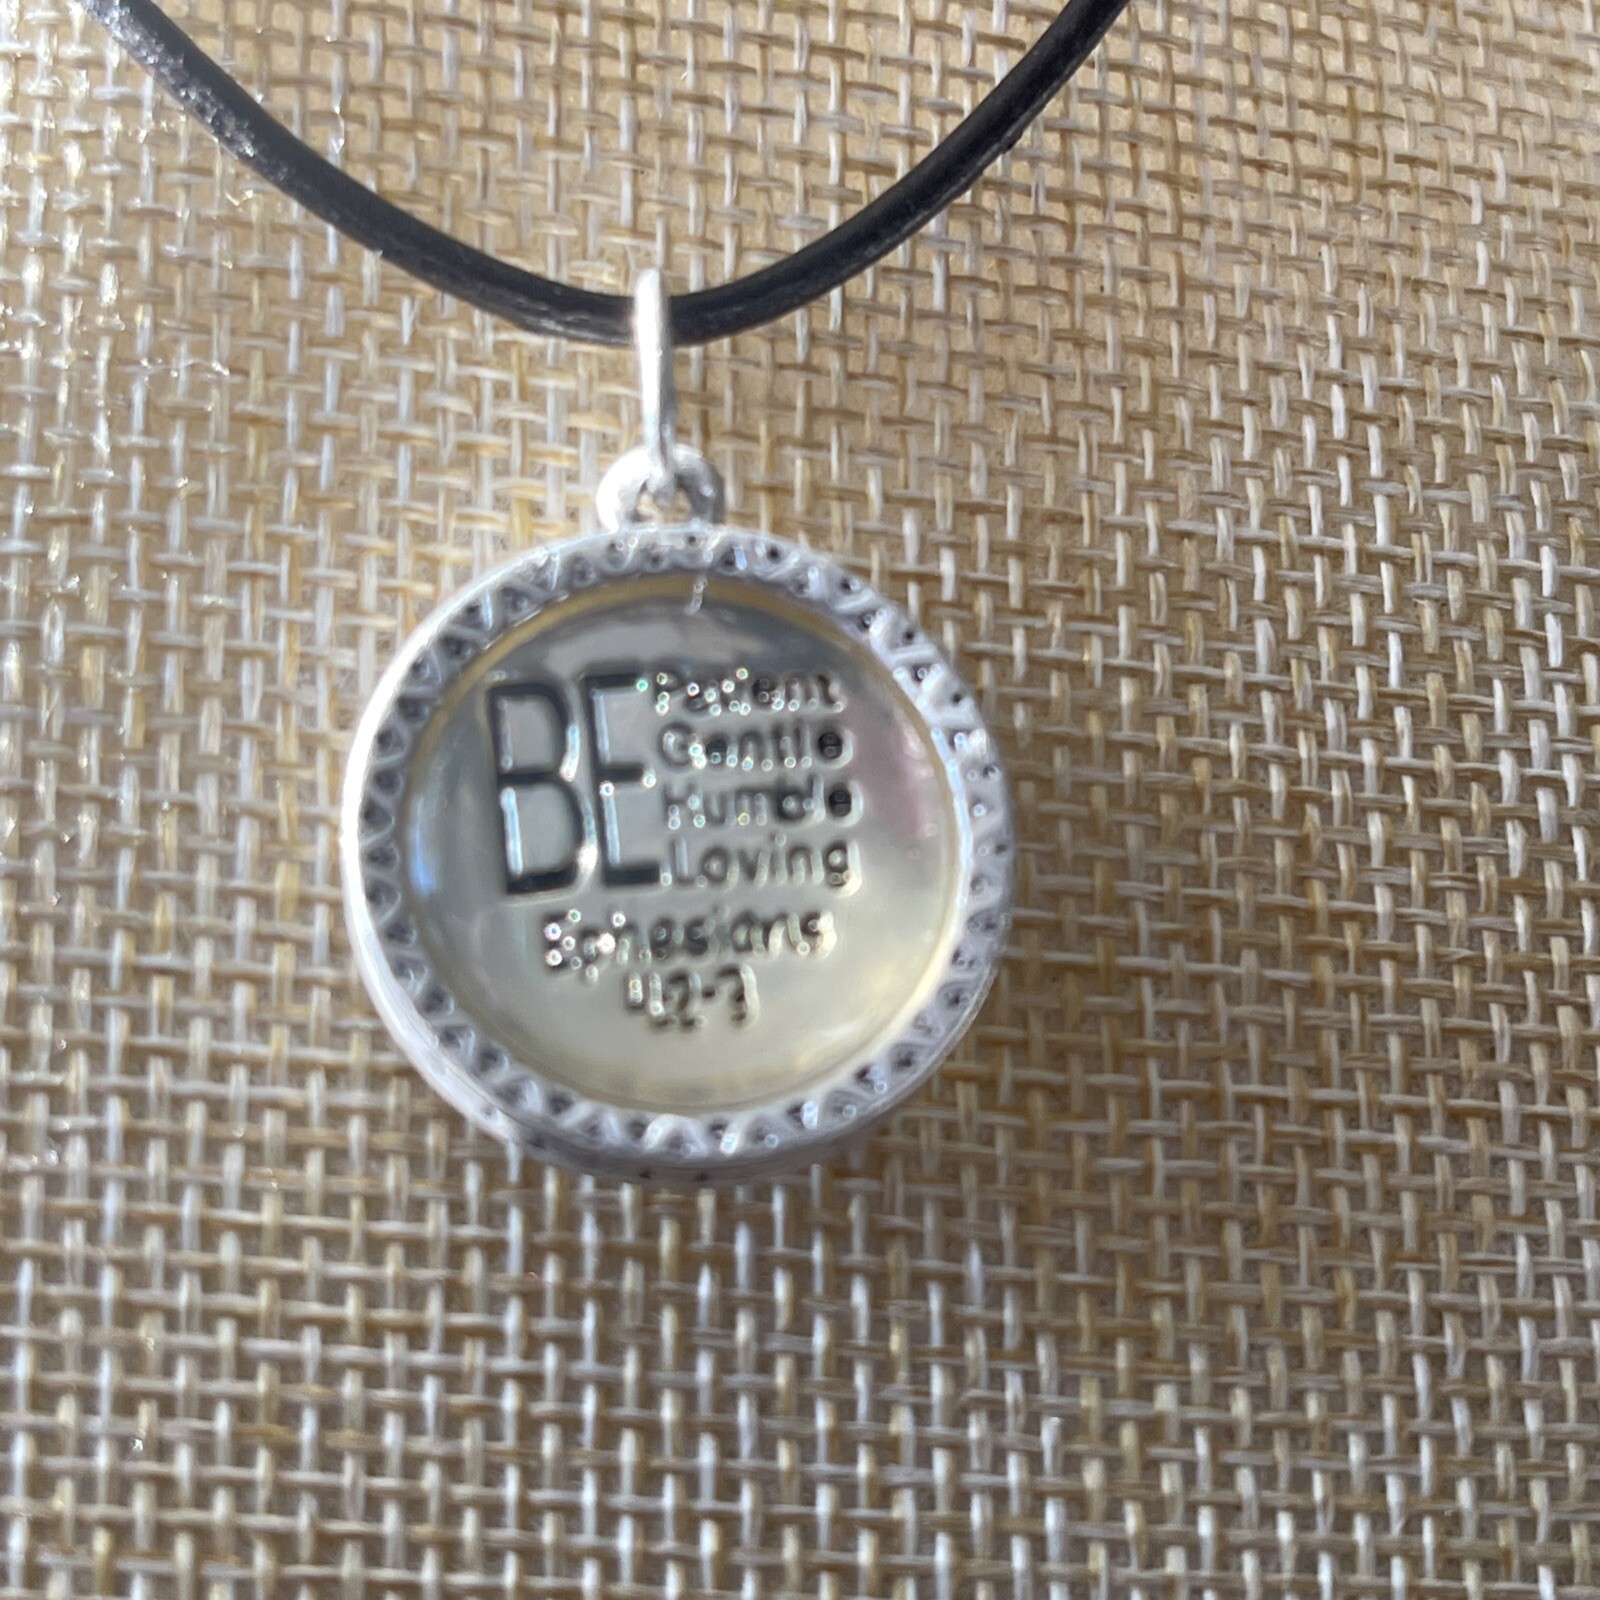 BE Patient
Gentle
Humble
Loving
Ephesians
4:2-3